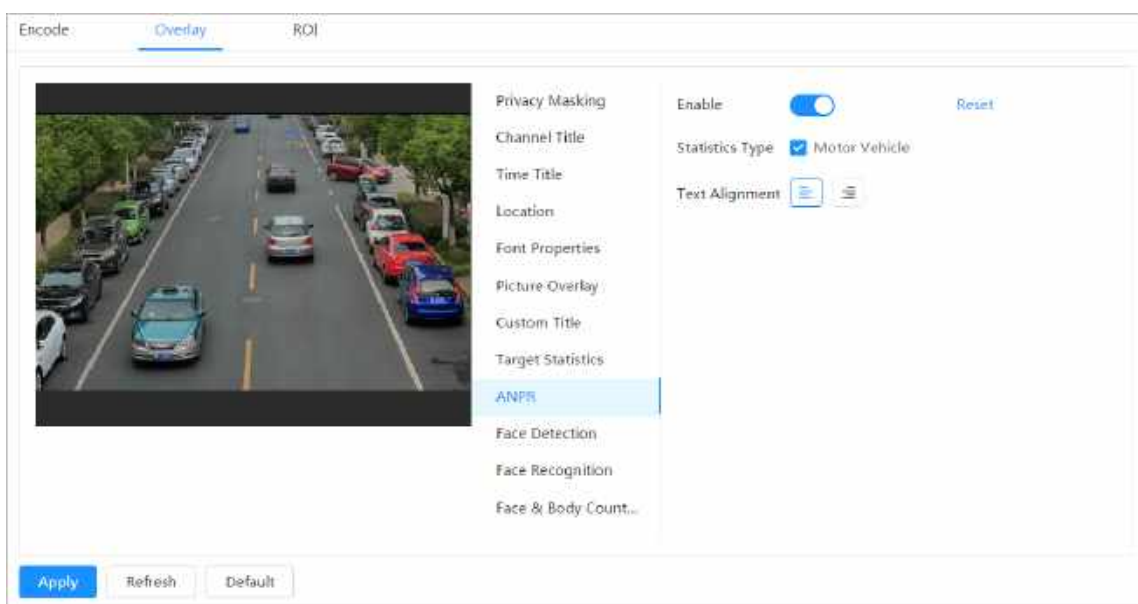 Encode Overlay ROI
Privacy Masking
Channel Title
Time Title
Location
Font Properties
Picture Overlay
Custom Title
Target Statistics
ANPR
Face Detection
Face Recognition
Face & Body Count...
Enable Reset
Statistics Type Motor Vehicle
Text Alignment
Apply Refresh Default